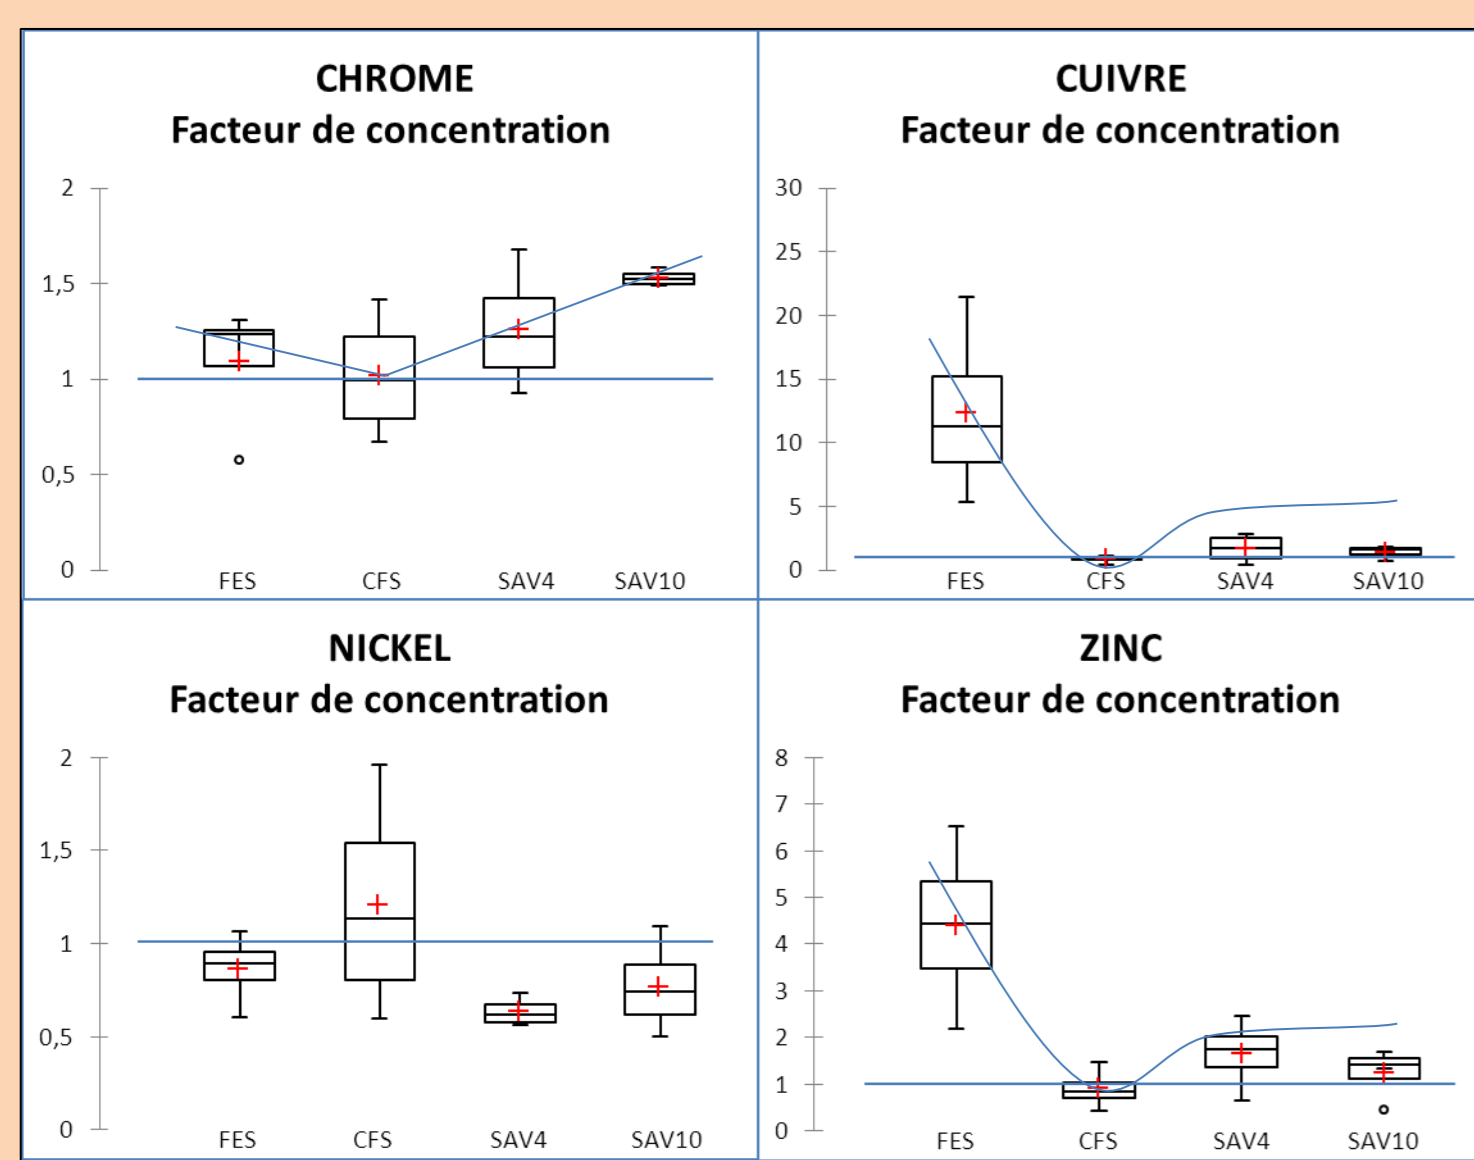 CHROME
Facteur de concentration
2
1,5
1
0,5
0
FES CFS SAV4 SAV10
CUIVRE
Facteur de concentration
30
25
20
15
10
5
0
FES CFS SAV4 SAV10
NICKEL
Facteur de concentration
2
1,5
1
0,5
0
FES CFS SAV4 SAV10
ZINC
Facteur de concentration
8
7
6
5
4
3
2
1
0
FES CFS SAV4 SAV10